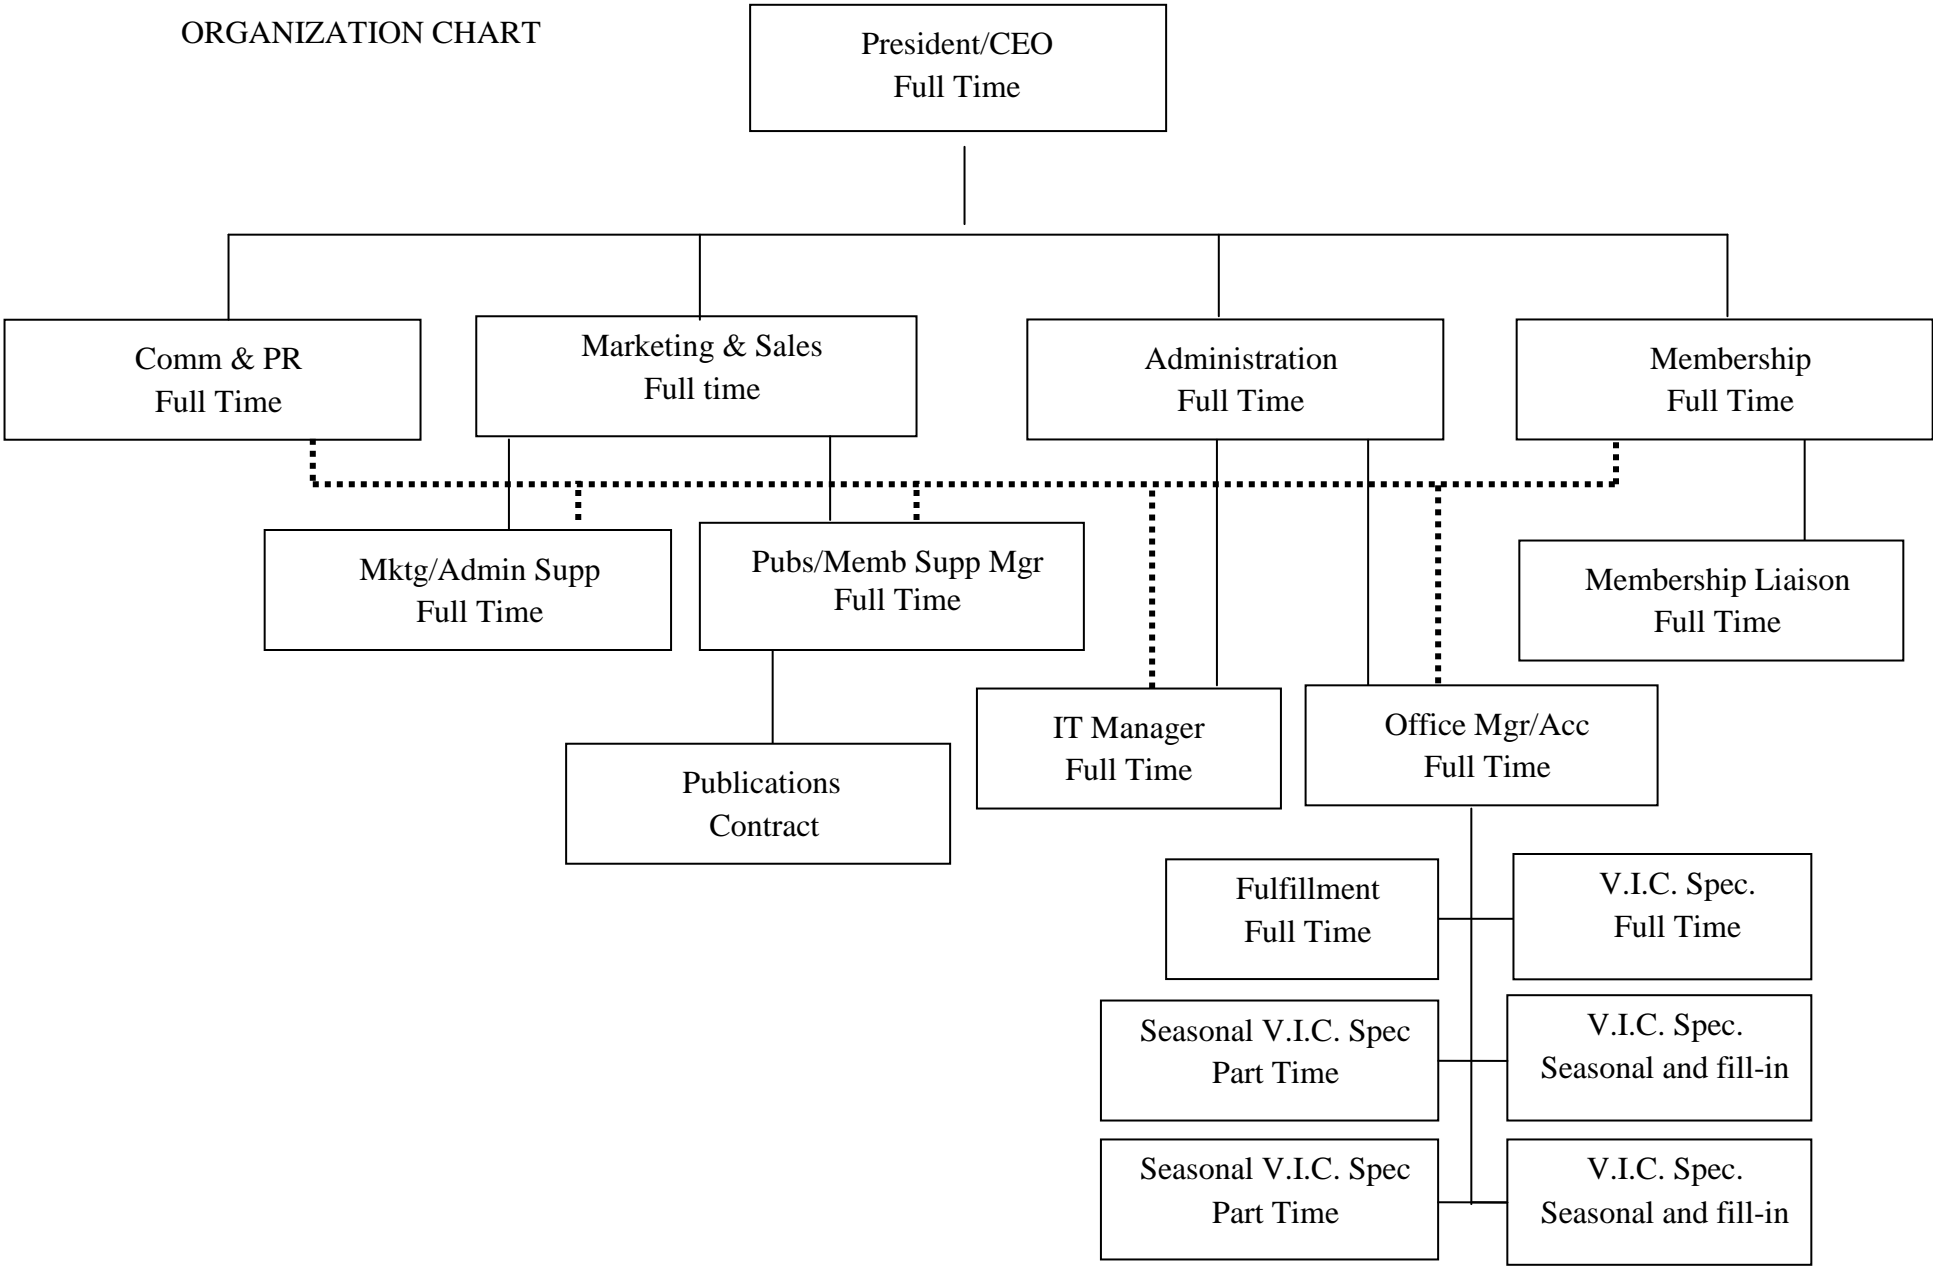 ORGANIZATION CHART
President/CEO
Full Time
Comm & PR
Full Time
Marketing & Sales
Full time
Administration
Full Time
Membership
Full Time
Mktg/Admin Supp
Full Time
Pubs/Memb Supp Mgr
Full Time
Membership Liaison
Full Time
Publications
Contract
IT Manager
Full Time
Office Mgr/Acc
Full Time
Fulfillment
Full Time
V.I.C. Spec.
Full Time
Seasonal V.I.C. Spec
Part Time
V.I.C. Spec.
Seasonal and fill-in
Seasonal V.I.C. Spec
Part Time
V.I.C. Spec.
Seasonal and fill-in